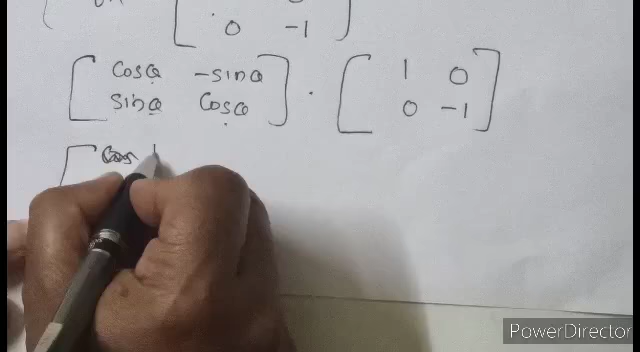 0 -1
[ cosθ -sinθ ] . [ 1 0 ]
[ sinθ cosθ ] [ 0 -1 ]
[ cos
PowerDirector